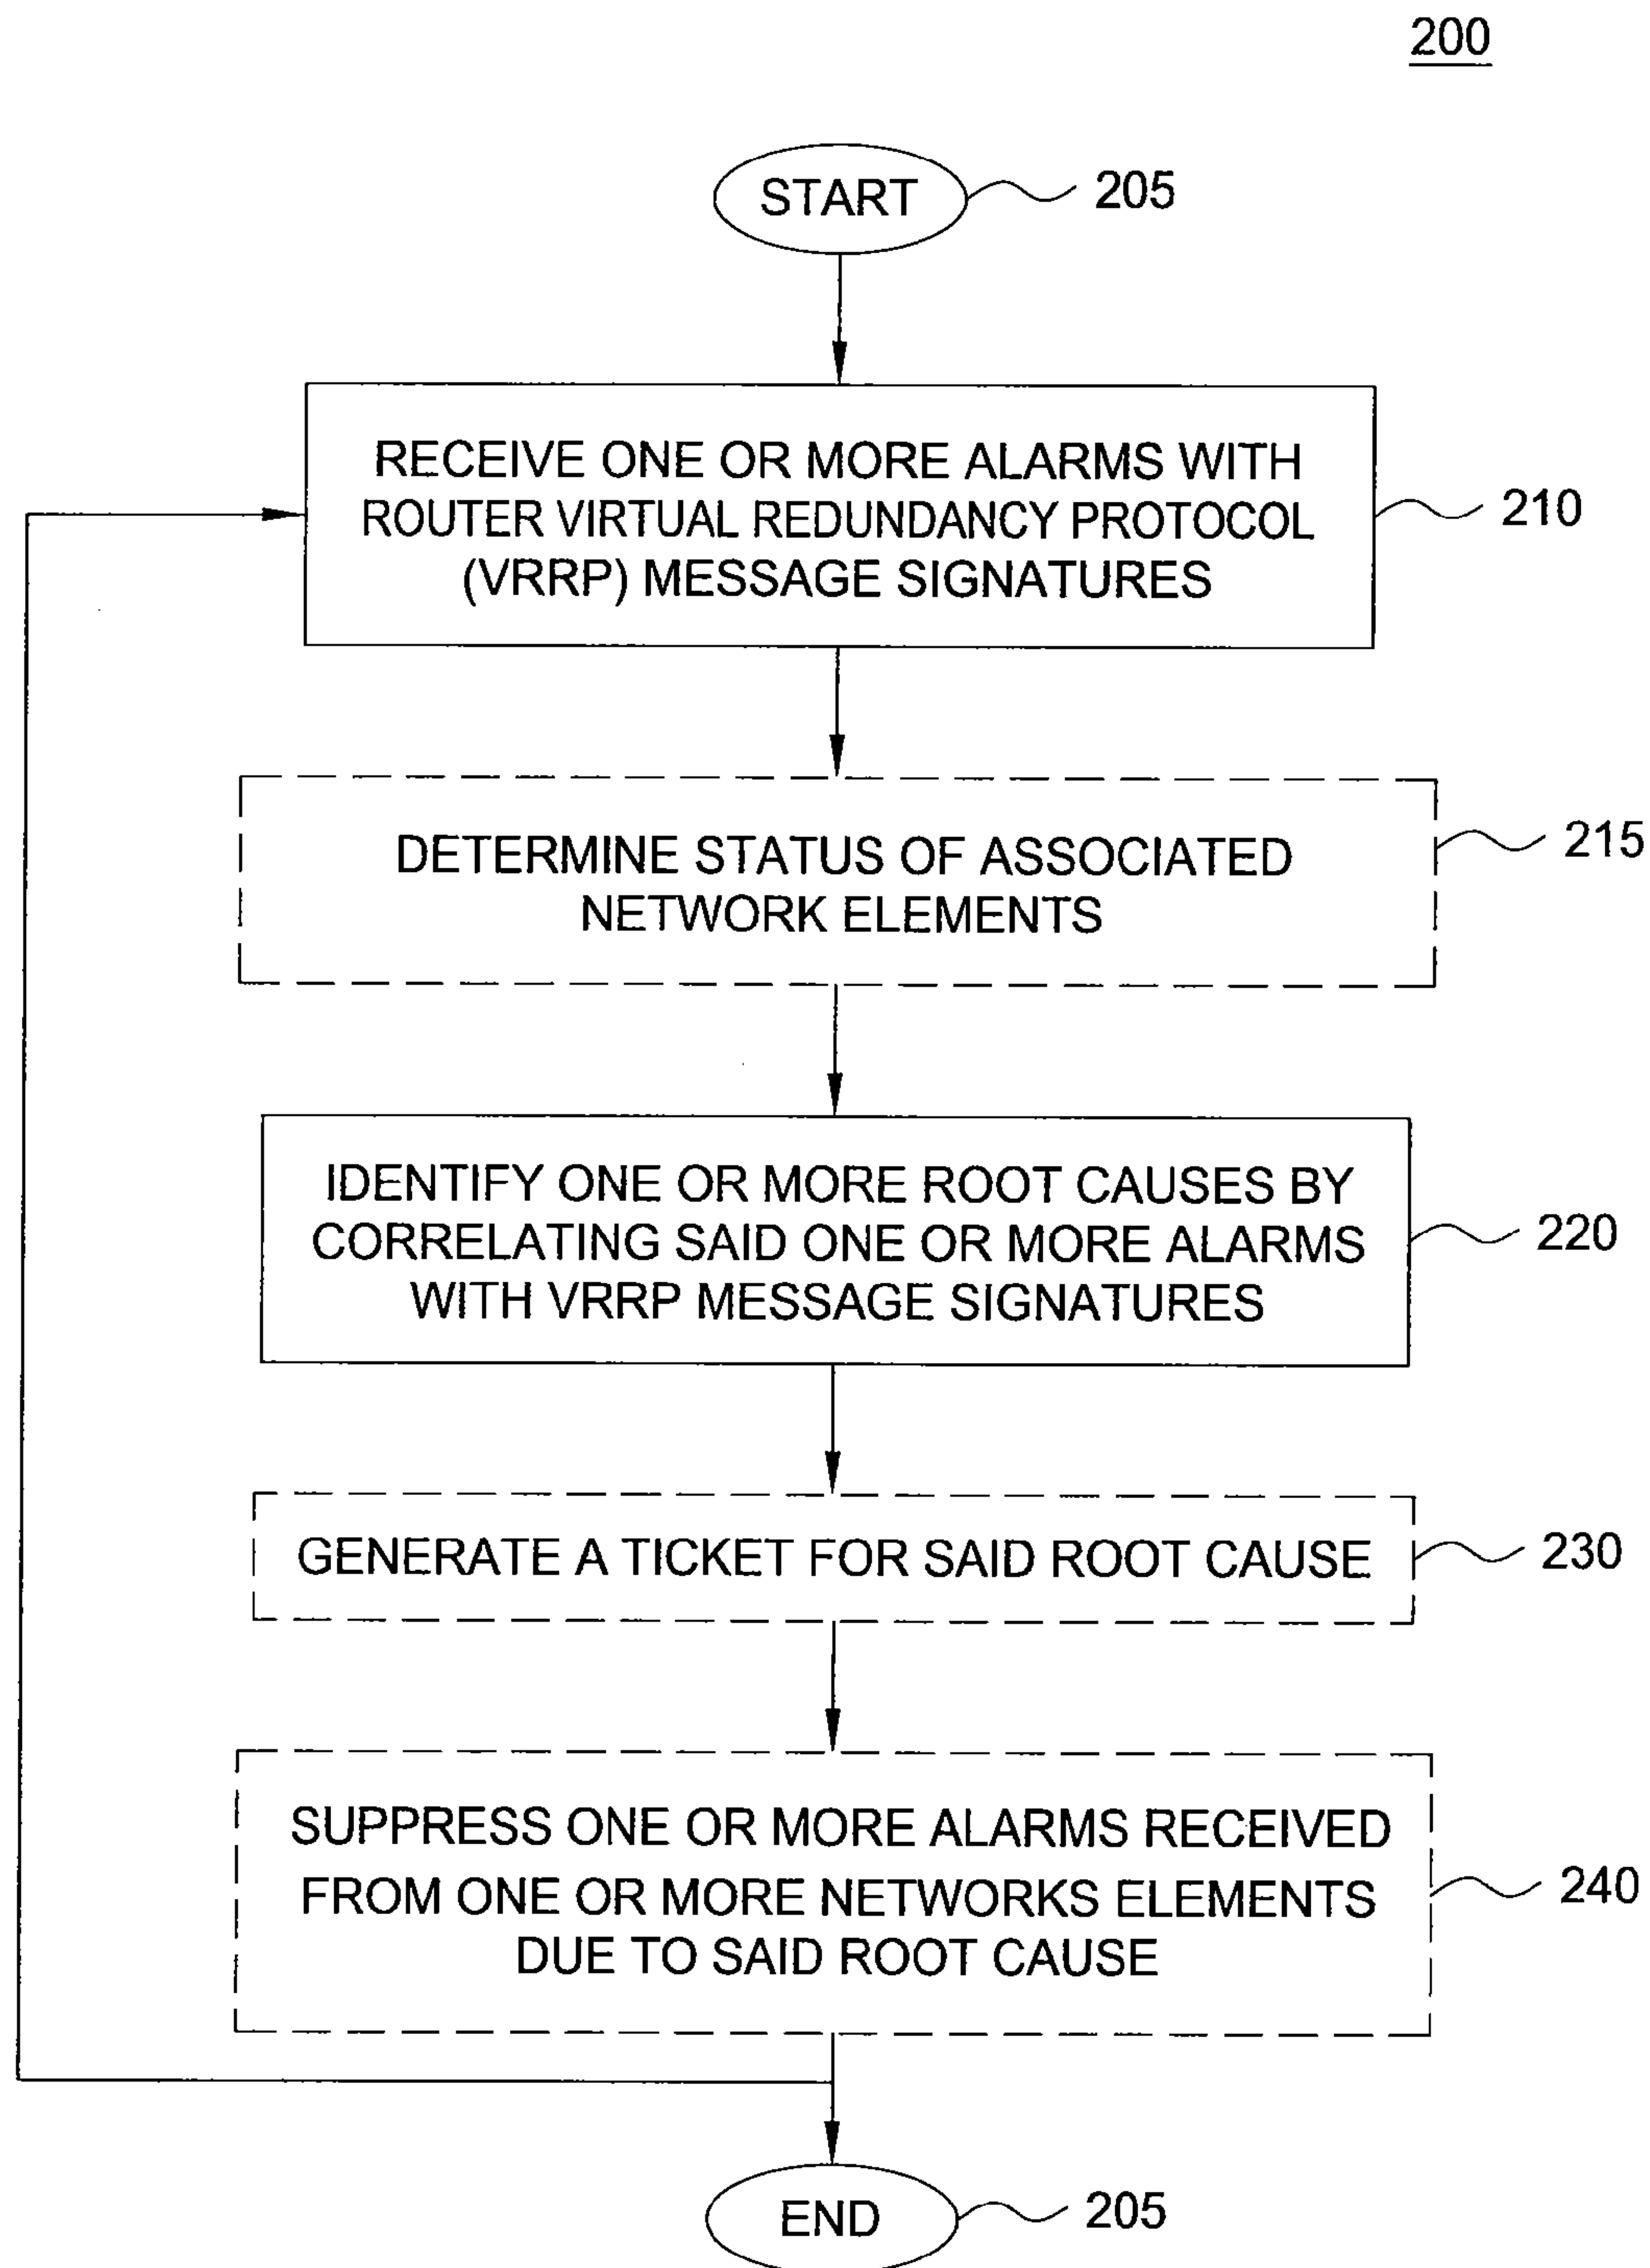 200
START
205
RECEIVE ONE OR MORE ALARMS WITH
ROUTER VIRTUAL REDUNDANCY PROTOCOL
(VRRP) MESSAGE SIGNATURES
210
DETERMINE STATUS OF ASSOCIATED
NETWORK ELEMENTS
215
IDENTIFY ONE OR MORE ROOT CAUSES BY
CORRELATING SAID ONE OR MORE ALARMS
WITH VRRP MESSAGE SIGNATURES
220
GENERATE A TICKET FOR SAID ROOT CAUSE
230
SUPPRESS ONE OR MORE ALARMS RECEIVED
FROM ONE OR MORE NETWORKS ELEMENTS
DUE TO SAID ROOT CAUSE
240
END
205